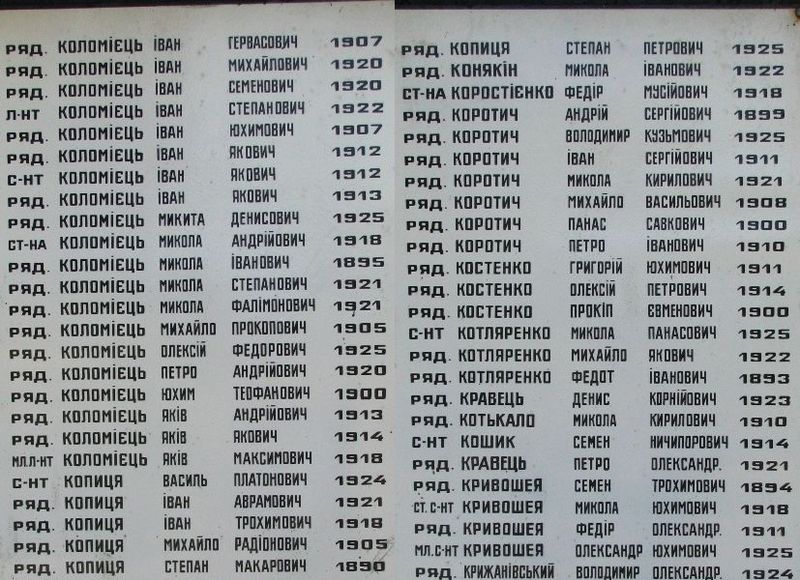 РЯД. КОЛОМІЄЦЬ ІВАН ГЕРВАСОВИЧ 1907
РЯД. КОЛОМІЄЦЬ ІВАН МИХАЙЛОВИЧ 1920
РЯД. КОЛОМІЄЦЬ ІВАН СЕМЕНОВИЧ 1920
Л-НТ КОЛОМІЄЦЬ ІВАН СТЕПАНОВИЧ 1922
РЯД. КОЛОМІЄЦЬ ІВАН ЮХИМОВИЧ 1907
РЯД. КОЛОМІЄЦЬ ІВАН ЯКОВИЧ 1912
С-НТ КОЛОМІЄЦЬ ІВАН ЯКОВИЧ 1912
РЯД. КОЛОМІЄЦЬ ІВАН ЯКОВИЧ 1913
РЯД. КОЛОМІЄЦЬ МИКИТА ДЕНИСОВИЧ 1925
СТ-НА КОЛОМІЄЦЬ МИКОЛА АНДРІЙОВИЧ 1918
РЯД. КОЛОМІЄЦЬ МИКОЛА ІВАНОВИЧ 1895
РЯД. КОЛОМІЄЦЬ МИКОЛА СТЕПАНОВИЧ 1921
РЯД. КОЛОМІЄЦЬ МИКОЛА ФАЛІМОНОВИЧ 1921
РЯД. КОЛОМІЄЦЬ МИХАЙЛО ПРОКОПОВИЧ 1905
РЯД. КОЛОМІЄЦЬ ОЛЕКСІЙ ФЕДОРОВИЧ 1925
РЯД. КОЛОМІЄЦЬ ПЕТРО АНДРІЙОВИЧ 1920
РЯД. КОЛОМІЄЦЬ ЮХИМ ТЕОФАНОВИЧ 1900
РЯД. КОЛОМІЄЦЬ ЯКІВ АНДРІЙОВИЧ 1913
РЯД. КОЛОМІЄЦЬ ЯКІВ ЯКОВИЧ 1914
МЛ.Л-НТ КОЛОМІЄЦЬ ЯКІВ МАКСИМОВИЧ 1918
С-НТ КОПИЦЯ ВАСИЛЬ ПЛАТОНОВИЧ 1924
РЯД. КОПИЦЯ ІВАН АВРАМОВИЧ 1921
РЯД. КОПИЦЯ ІВАН ТРОХИМОВИЧ 1918
РЯД. КОПИЦЯ МИХАЙЛО РАДІОНОВИЧ 1905
РЯД. КОПИЦЯ СТЕПАН МАКАРОВИЧ 1890
РЯД. КОПИЦЯ СТЕПАН ПЕТРОВИЧ 1925
РЯД. КОНЯКІН МИКОЛА ІВАНОВИЧ 1922
СТ-НА КОРОСТІЄНКО ФЕДІР МУСІЙОВИЧ 1918
РЯД. КОРОТИЧ АНДРІЙ СЕРГІЙОВИЧ 1899
РЯД. КОРОТИЧ ВОЛОДИМИР КУЗЬМОВИЧ 1925
РЯД. КОРОТИЧ ІВАН СЕРГІЙОВИЧ 1911
РЯД. КОРОТИЧ МИКОЛА КИРИЛОВИЧ 1921
РЯД. КОРОТИЧ МИХАЙЛО ВАСИЛЬОВИЧ 1908
РЯД. КОРОТИЧ ПАНАС САВКОВИЧ 1900
РЯД. КОРОТИЧ ПЕТРО ІВАНОВИЧ 1910
РЯД. КОСТЕНКО ГРИГОРІЙ ЮХИМОВИЧ 1911
РЯД. КОСТЕНКО ОЛЕКСІЙ ПЕТРОВИЧ 1914
РЯД. КОСТЕНКО ПРОКІП ЄВМЕНОВИЧ 1900
С-НТ КОТЛЯРЕНКО МИКОЛА ПАНАСОВИЧ 1925
РЯД. КОТЛЯРЕНКО МИХАЙЛО ЯКОВИЧ 1922
РЯД. КОТЛЯРЕНКО ФЕДОТ ІВАНОВИЧ 1893
РЯД. КРАВЕЦЬ ДЕНИС КОРНІЙОВИЧ 1923
РЯД. КОТЬКАЛО МИКОЛА КИРИЛОВИЧ 1910
С-НТ КОШИК СЕМЕН НИЧИПОРОВИЧ 1914
РЯД. КРАВЕЦЬ ПЕТРО ОЛЕКСАНДР. 1921
РЯД. КРИВОШЕЯ СЕМЕН ТРОХИМОВИЧ 1894
СТ. С-НТ КРИВОШЕЯ МИКОЛА ЮХИМОВИЧ 1918
РЯД. КРИВОШЕЯ ФЕДІР ОЛЕКСАНДР. 1911
МЛ.С-НТ КРИВОШЕЯ ОЛЕКСАНДР ЮХИМОВИЧ 1925
РЯД. КРИЖАНІВСЬКИЙ ВОЛОДИМИР ОЛЕКСАНДР. 1924